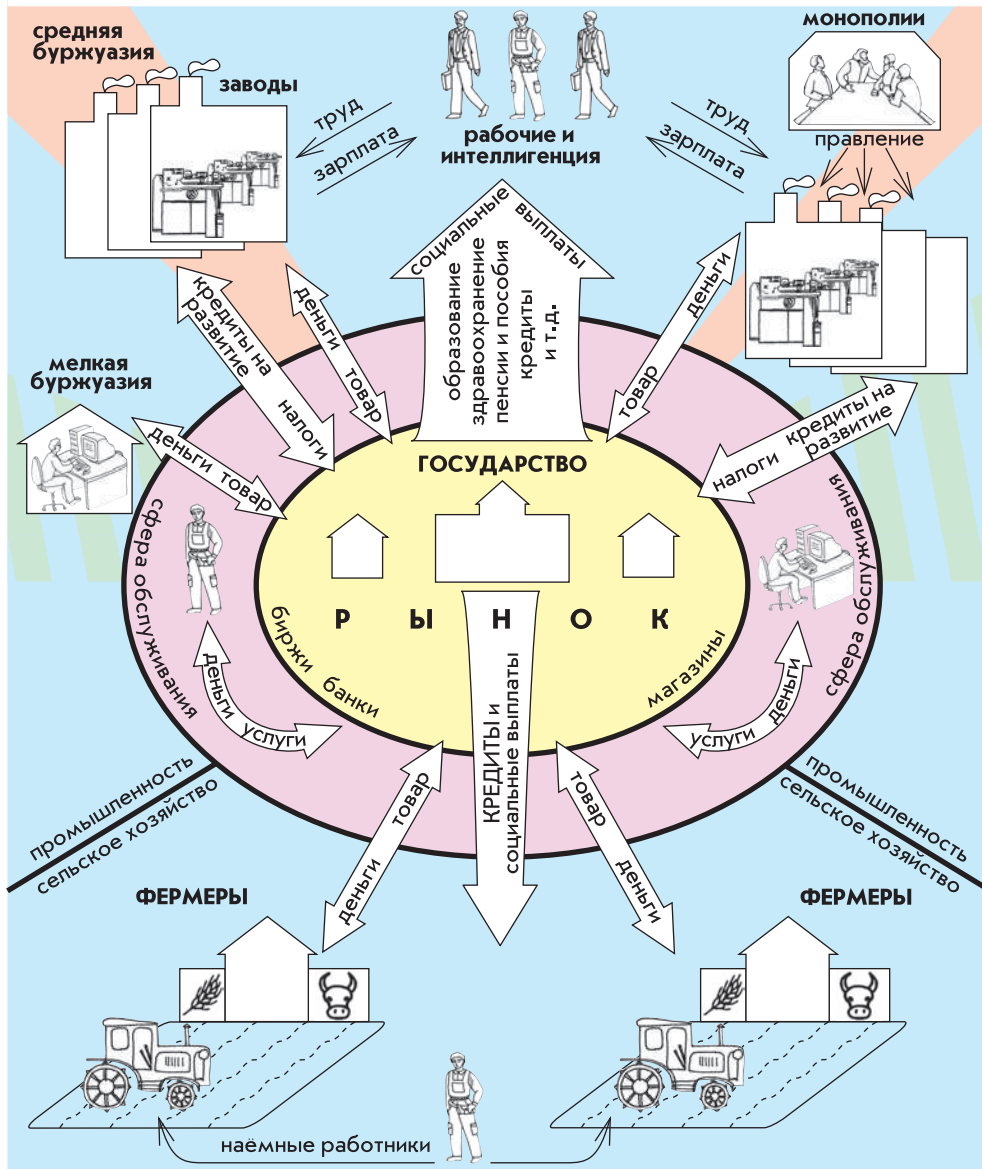 средняя
буржуазия
заводы
труд
зарплата
рабочие и
интеллигенция
труд
зарплата
монополии
правление
социальные выплаты
образование
здравоохранение
пенсии и пособия
кредиты
и т.д.
кредиты на
развитие
налоги
деньги товар
товар деньги
налоги кредиты на
развитие
мелкая
буржуазия
деньги товар
ГОСУДАРСТВО
РЫНОК
биржи банки
магазины
сфера обслуживания
сфера обслуживания
деньги услуги
услуги деньги
КРЕДИТЫ и
социальные выплаты
деньги товар
товар деньги
промышленность
сельское хозяйство
промышленность
сельское хозяйство
ФЕРМЕРЫ
ФЕРМЕРЫ
наёмные работники